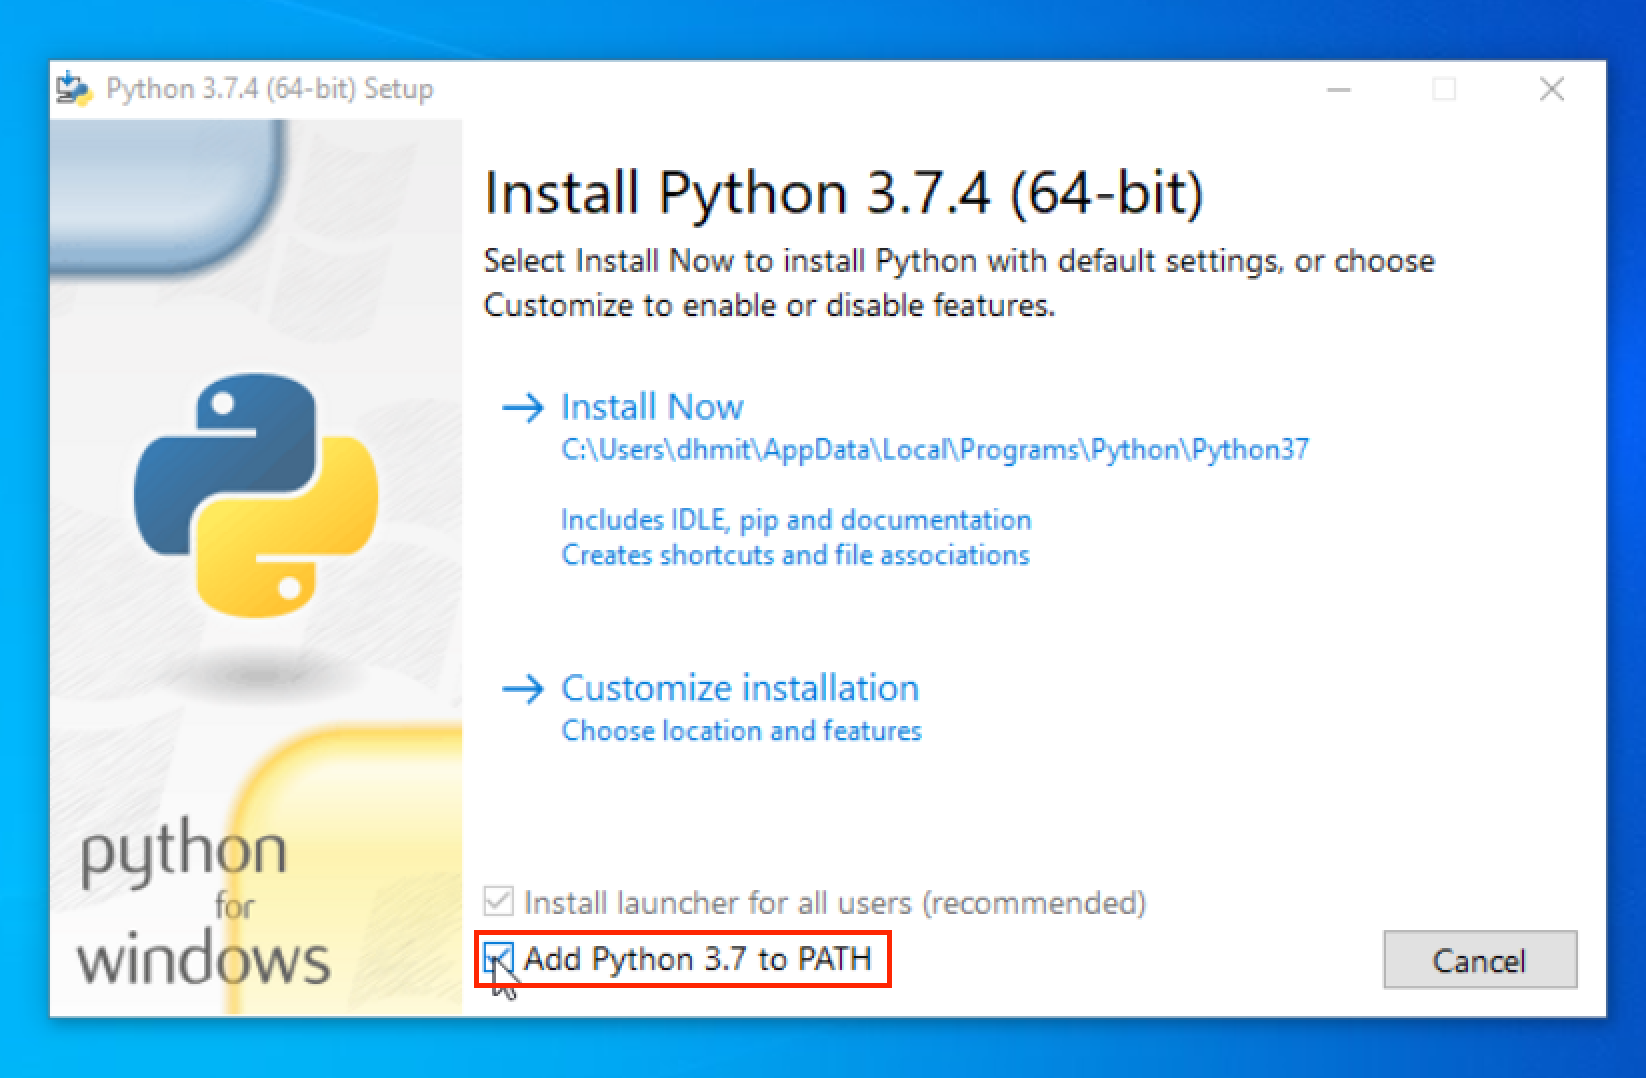 Python 3.7.4 (64-bit) Setup
Install Python 3.7.4 (64-bit)
Select Install Now to install Python with default settings, or choose
Customize to enable or disable features.
Install Now
C:\Users\dhmit\AppData\Local\Programs\Python\Python37
Includes IDLE, pip and documentation
Creates shortcuts and file associations
Customize installation
Choose location and features
python
for
windows
Install launcher for all users (recommended)
Add Python 3.7 to PATH
Cancel